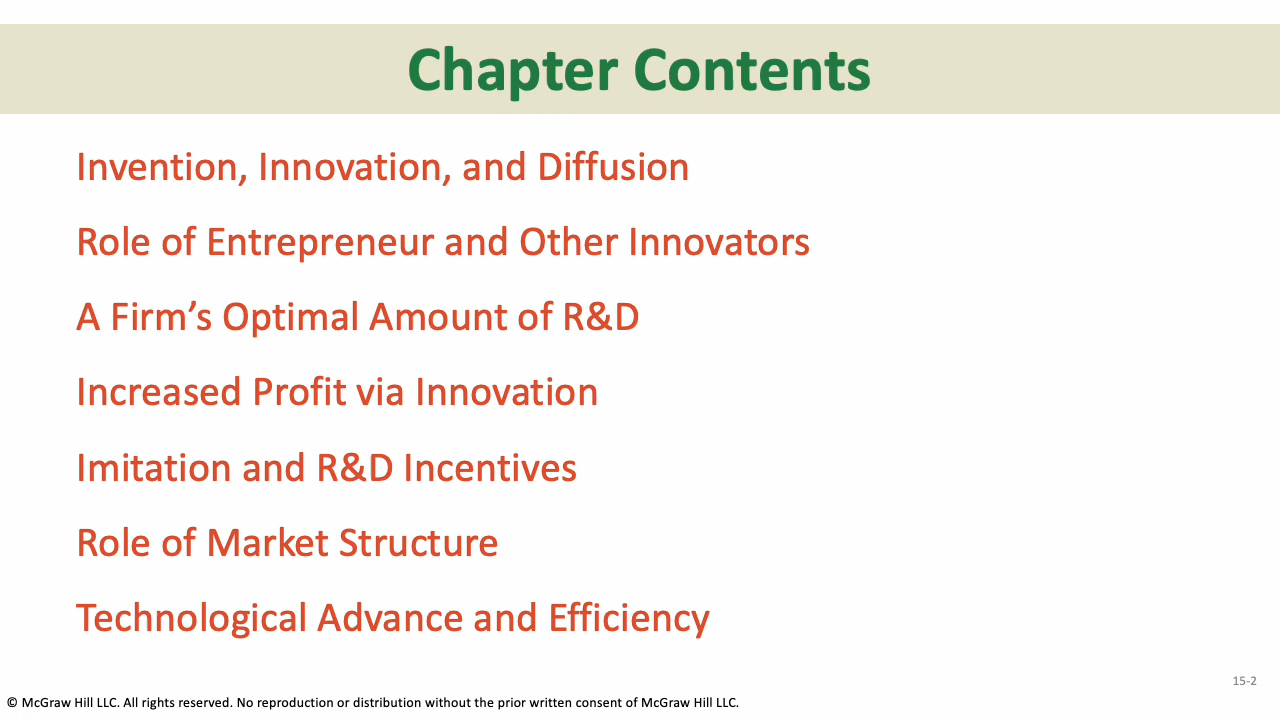 Chapter Contents
Invention, Innovation, and Diffusion
Role of Entrepreneur and Other Innovators
A Firm’s Optimal Amount of R&D
Increased Profit via Innovation
Imitation and R&D Incentives
Role of Market Structure
Technological Advance and Efficiency
15-2
© McGraw Hill LLC. All rights reserved. No reproduction or distribution without the prior written consent of McGraw Hill LLC.